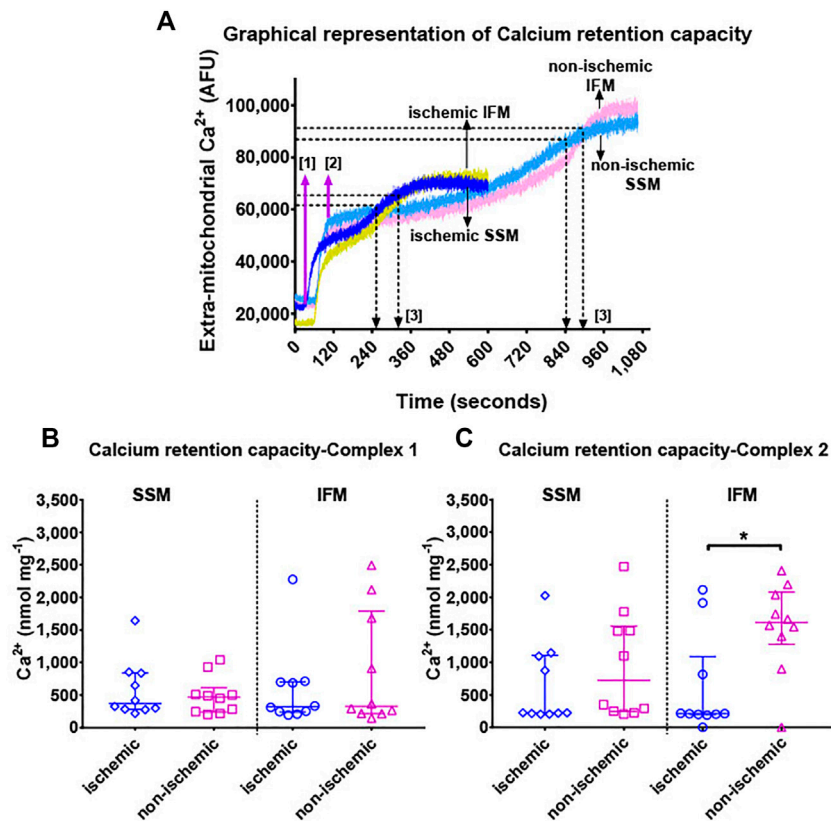 A
Graphical representation of Calcium retention capacity
Extra-mitochondrial Ca²⁺ (AFU)
100,000
80,000
60,000
40,000
20,000
[1]
[2]
ischemic IFM
non-ischemic
IFM
non-ischemic
SSM
ischemic SSM
[3]
[3]
0
120
240
360
480
600
720
840
960
1,080
Time (seconds)
B
Calcium retention capacity-Complex 1
SSM
IFM
Ca²⁺ (nmol mg⁻¹)
3,500
3,000
2,500
2,000
1,500
1,000
500
0
ischemic
non-ischemic
ischemic
non-ischemic
C
Calcium retention capacity-Complex 2
SSM
IFM
*
Ca²⁺ (nmol mg⁻¹)
3,500
3,000
2,500
2,000
1,500
1,000
500
0
ischemic
non-ischemic
ischemic
non-ischemic